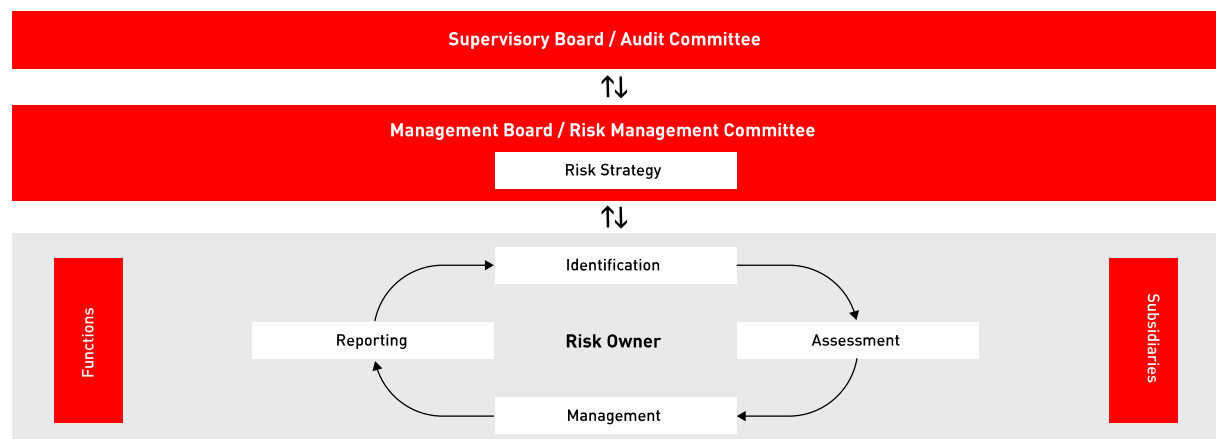 Supervisory Board / Audit Committee
Management Board / Risk Management Committee
Risk Strategy
Identification
Functions
Reporting
Risk Owner
Assessment
Subsidiaries
Management